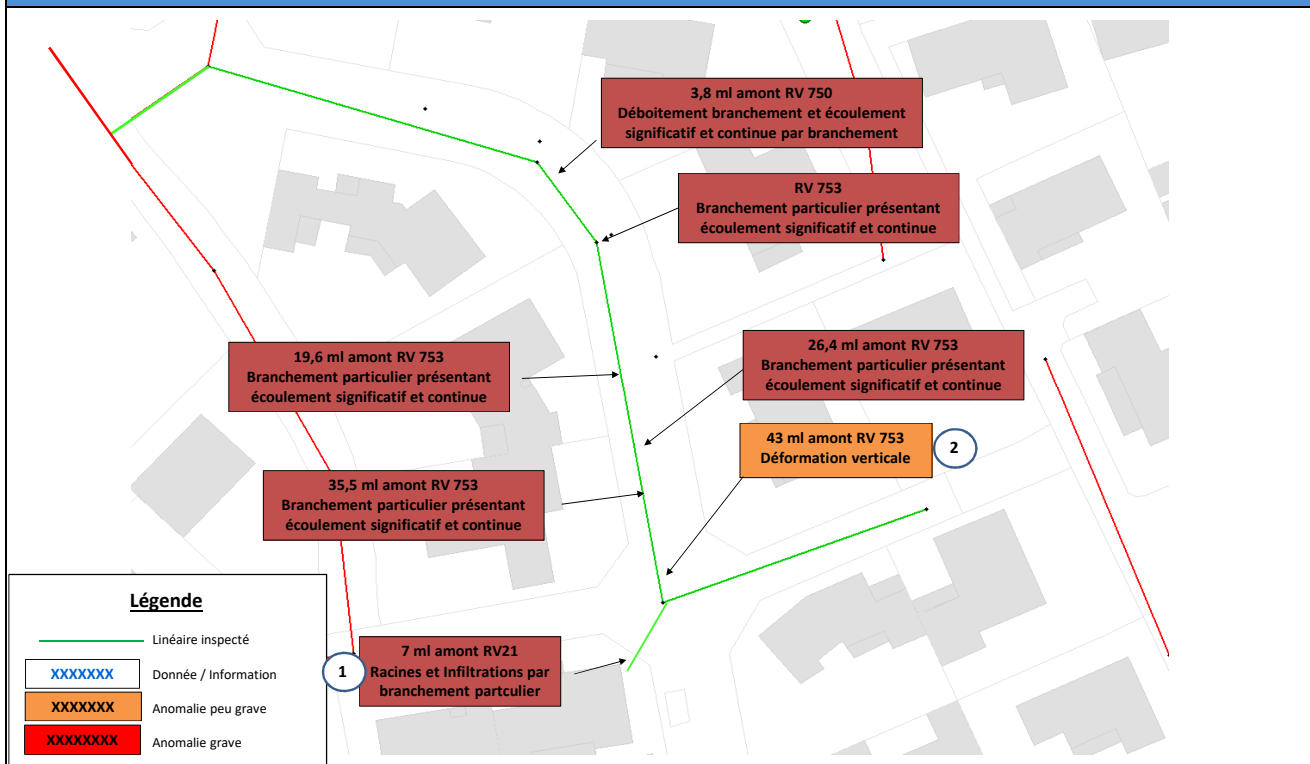 3,8 ml amont RV 750
Déboitement branchement et écoulement
significatif et continue par branchement
RV 753
Branchement particulier présentant
écoulement significatif et continue
19,6 ml amont RV 753
Branchement particulier présentant
écoulement significatif et continue
26,4 ml amont RV 753
Branchement particulier présentant
écoulement significatif et continue
43 ml amont RV 753
Déformation verticale
2
35,5 ml amont RV 753
Branchement particulier présentant
écoulement significatif et continue
1
7 ml amont RV21
Racines et Infiltrations par
branchement partculier
Légende
Linéaire inspecté
XXXXXXX Donnée / Information
XXXXXXX Anomalie peu grave
XXXXXXXX Anomalie grave